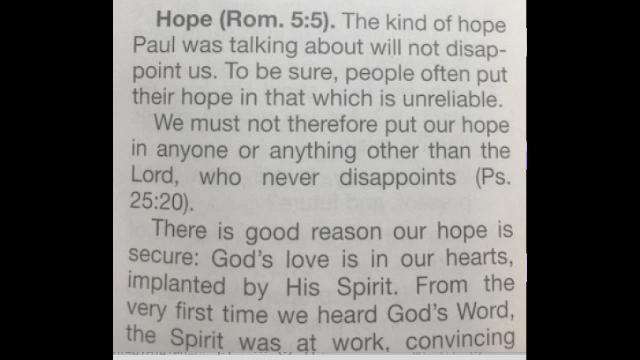 Hope (Rom. 5:5). The kind of hope
Paul was talking about will not disap-
point us. To be sure, people often put
their hope in that which is unreliable.
We must not therefore put our hope
in anyone or anything other than the
Lord, who never disappoints (Ps.
25:20).
There is good reason our hope is
secure: God's love is in our hearts,
implanted by His Spirit. From the
very first time we heard God's Word,
the Spirit was at work, convincing